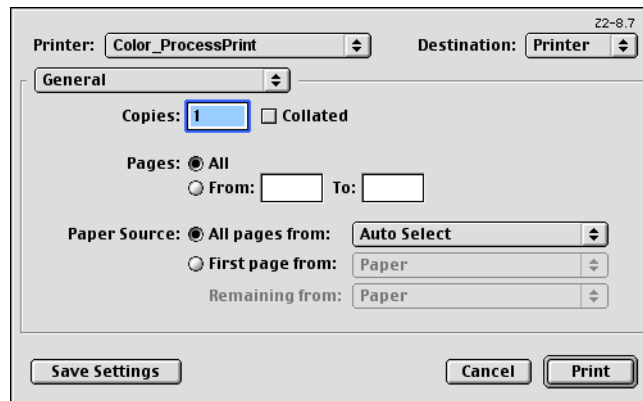 Z2-8.7
Printer: Color_ProcessPrint Destination: Printer
General
Copies: 1 Collated
Pages: All
From: To:
Paper Source: All pages from: Auto Select
First page from: Paper
Remaining from: Paper
Save Settings Cancel Print